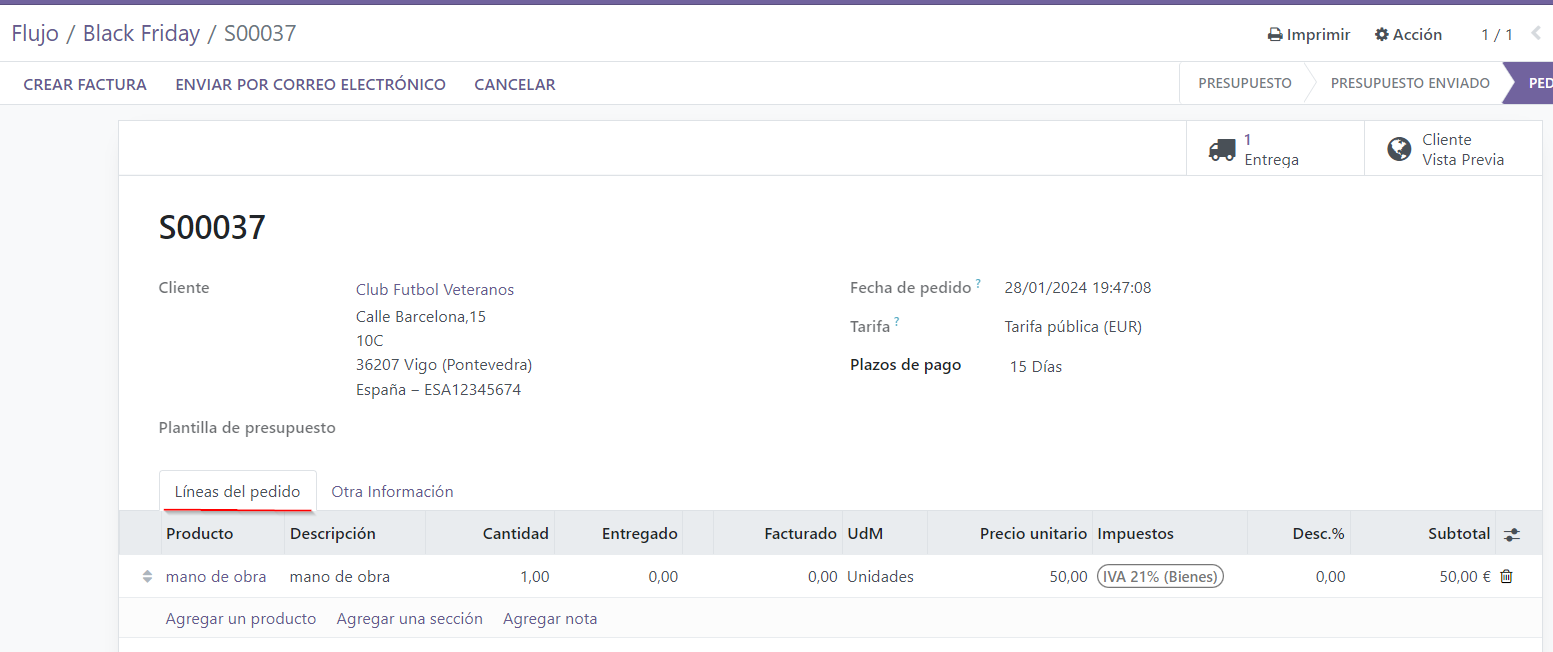 Flujo / Black Friday / S00037
Imprimir Acción 1 / 1
CREAR FACTURA ENVIAR POR CORREO ELECTRÓNICO CANCELAR
PRESUPUESTO PRESUPUESTO ENVIADO PED
1
Entrega
Cliente
Vista Previa
S00037
Cliente
Club Futbol Veteranos
Calle Barcelona,15
10C
36207 Vigo (Pontevedra)
España – ESA12345674
Plantilla de presupuesto
Fecha de pedido ? 28/01/2024 19:47:08
Tarifa ? Tarifa pública (EUR)
Plazos de pago 15 Días
Líneas del pedido Otra Información
Producto Descripción Cantidad Entregado Facturado UdM Precio unitario Impuestos Desc.% Subtotal
mano de obra mano de obra 1,00 0,00 0,00 Unidades 50,00 IVA 21% (Bienes) 0,00 50,00 €
Agregar un producto Agregar una sección Agregar nota